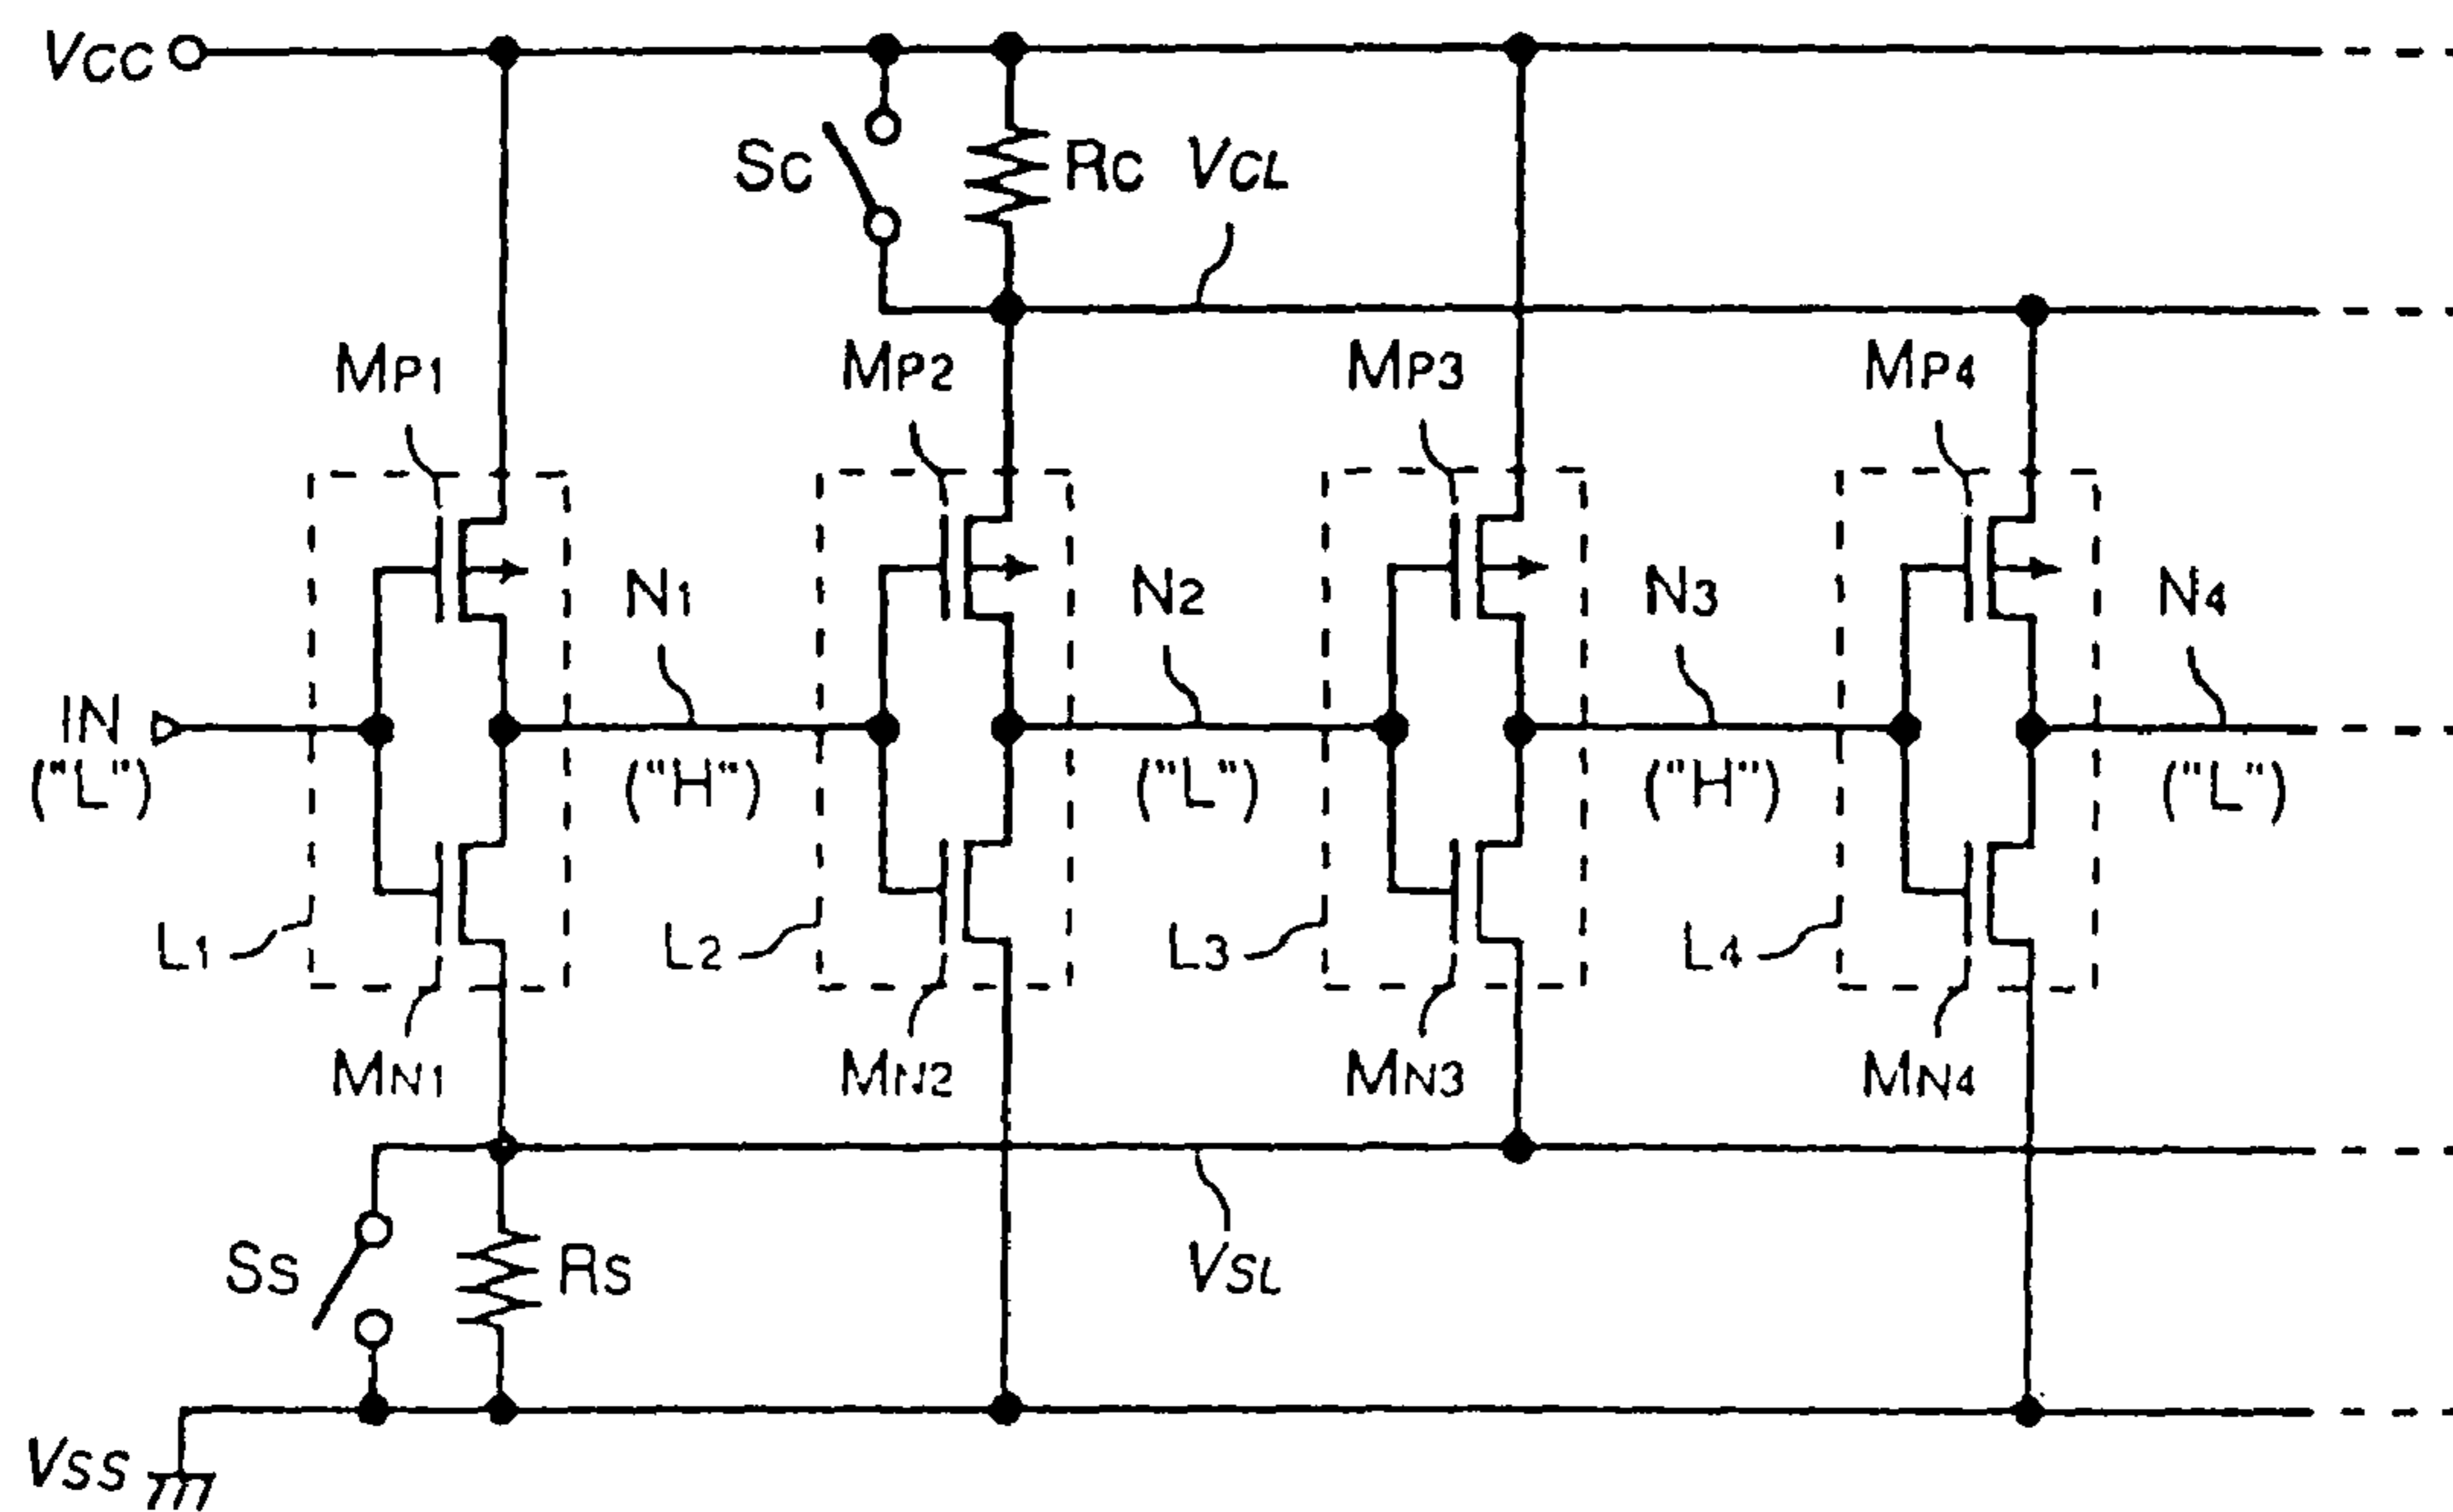 VCC
SC
RC
VCL
MP1
MP2
MP3
MP4
N1
N2
N3
N4
IN
("L")
("H")
("L")
("H")
("L")
L1
L2
L3
L4
MN1
MN2
MN3
MN4
SS
RS
VSL
VSS